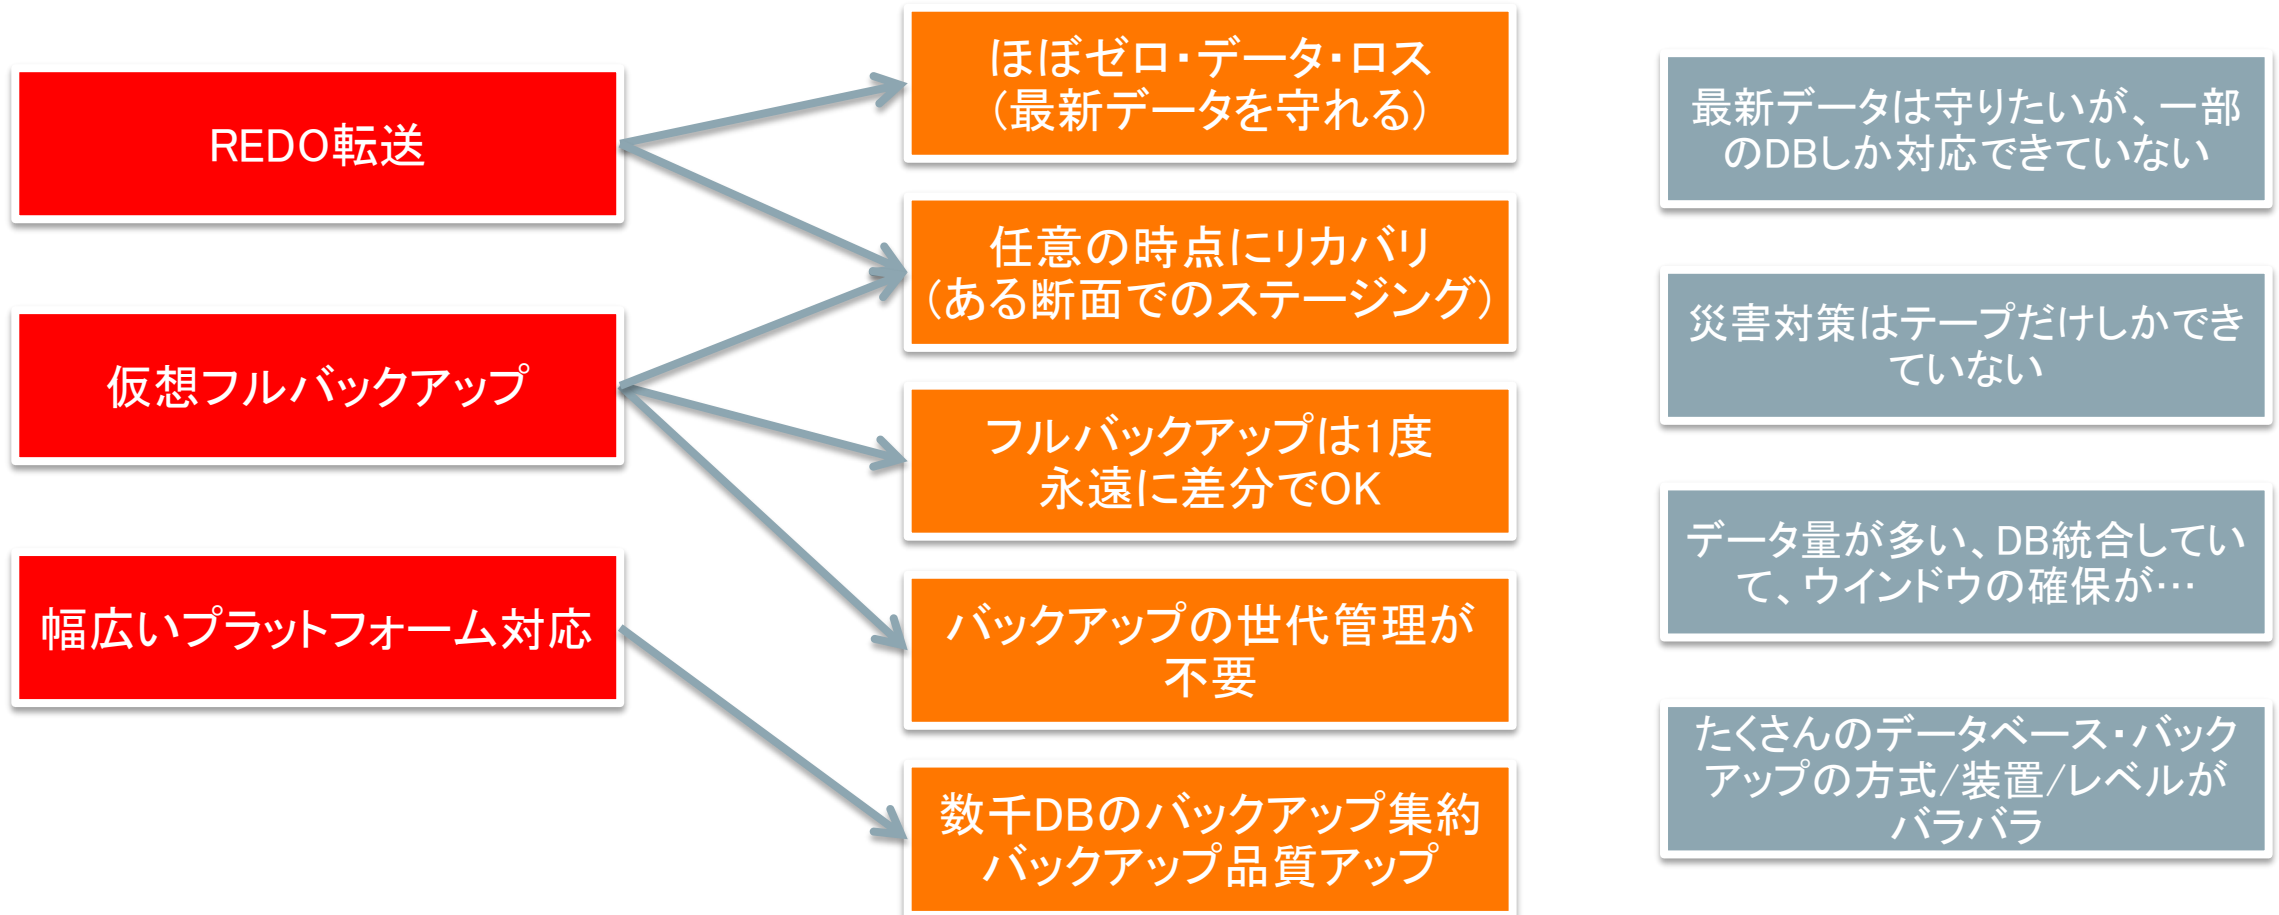 REDO転送
仮想フルバックアップ
幅広いプラットフォーム対応
ほぼゼロ・データ・ロス
(最新データを守れる)
任意の時点にリカバリ
(ある断面でのステージング)
フルバックアップは1度
永遠に差分でOK
バックアップの世代管理が
不要
数千DBのバックアップ集約
バックアップ品質アップ
最新データは守りたいが、一部
のDBしか対応できていない
災害対策はテープだけしかでき
ていない
データ量が多い、DB統合してい
て、ウインドウの確保が…
たくさんのデータベース・バック
アップの方式/装置/レベルが
バラバラ